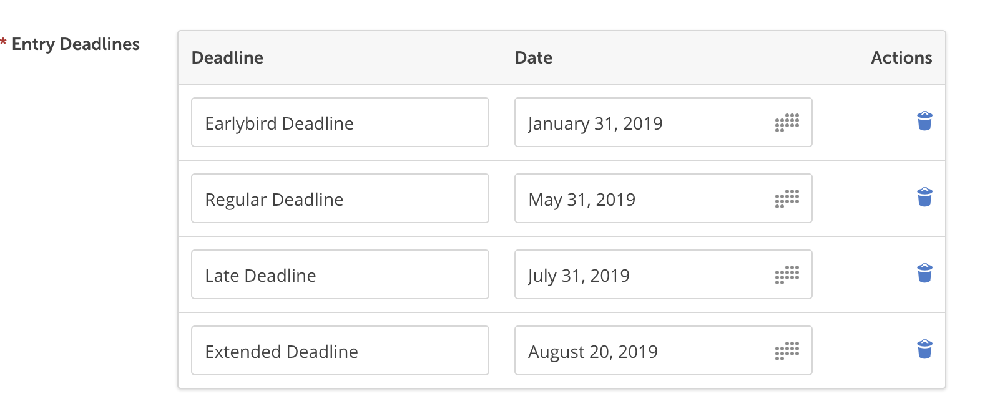 * Entry Deadlines
Deadline Date Actions
Earlybird Deadline January 31, 2019
Regular Deadline May 31, 2019
Late Deadline July 31, 2019
Extended Deadline August 20, 2019